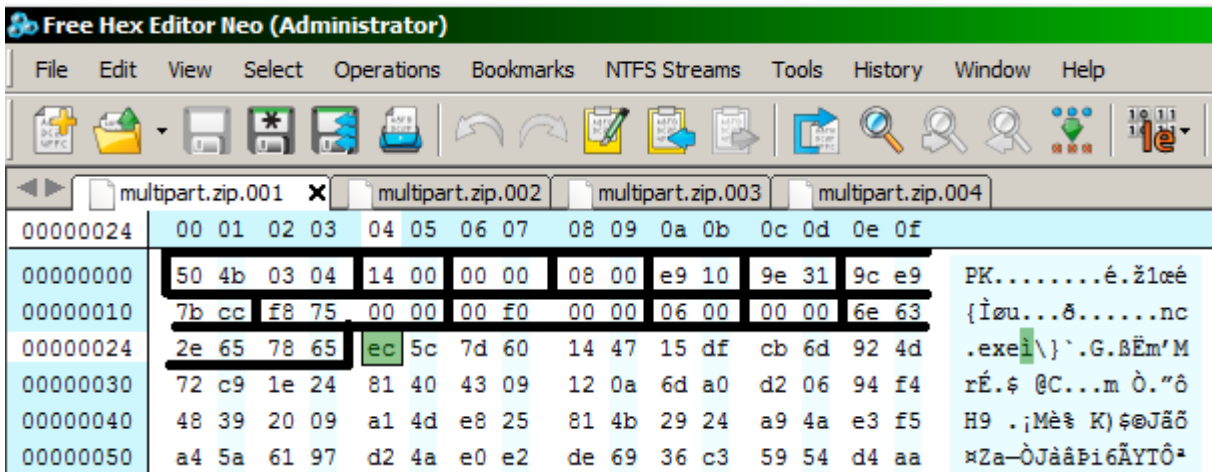 Free Hex Editor Neo (Administrator)
File Edit View Select Operations Bookmarks NTFS Streams Tools History Window Help
multipart.zip.001 x multipart.zip.002 multipart.zip.003 multipart.zip.004
00000024 00 01 02 03 04 05 06 07 08 09 0a 0b 0c 0d 0e 0f
00000000 50 4b 03 04 14 00 00 00 08 00 e9 10 9e 31 9c e9 PK........é.ž1œé
00000010 7b cc f8 75 00 00 00 f0 00 00 06 00 00 00 6e 63 {Ìøu...ð......nc
00000024 2e 65 78 65 ec 5c 7d 60 14 47 15 df cb 6d 92 4d .exeì\}`.G.ßËm’M
00000030 72 c9 1e 24 81 40 43 09 12 0a 6d a0 d2 06 94 f4 rÉ.$ @C...m Ò.”ô
00000040 48 39 20 09 a1 4d e8 25 81 4b 29 24 a9 4a e3 f5 H9 .¡Mè% K)$©Jãõ
00000050 a4 5a 61 97 d2 4a e0 e2 de 69 36 c3 59 54 d4 aa ¤Za—ÒJàâÞi6ÃYTÔª